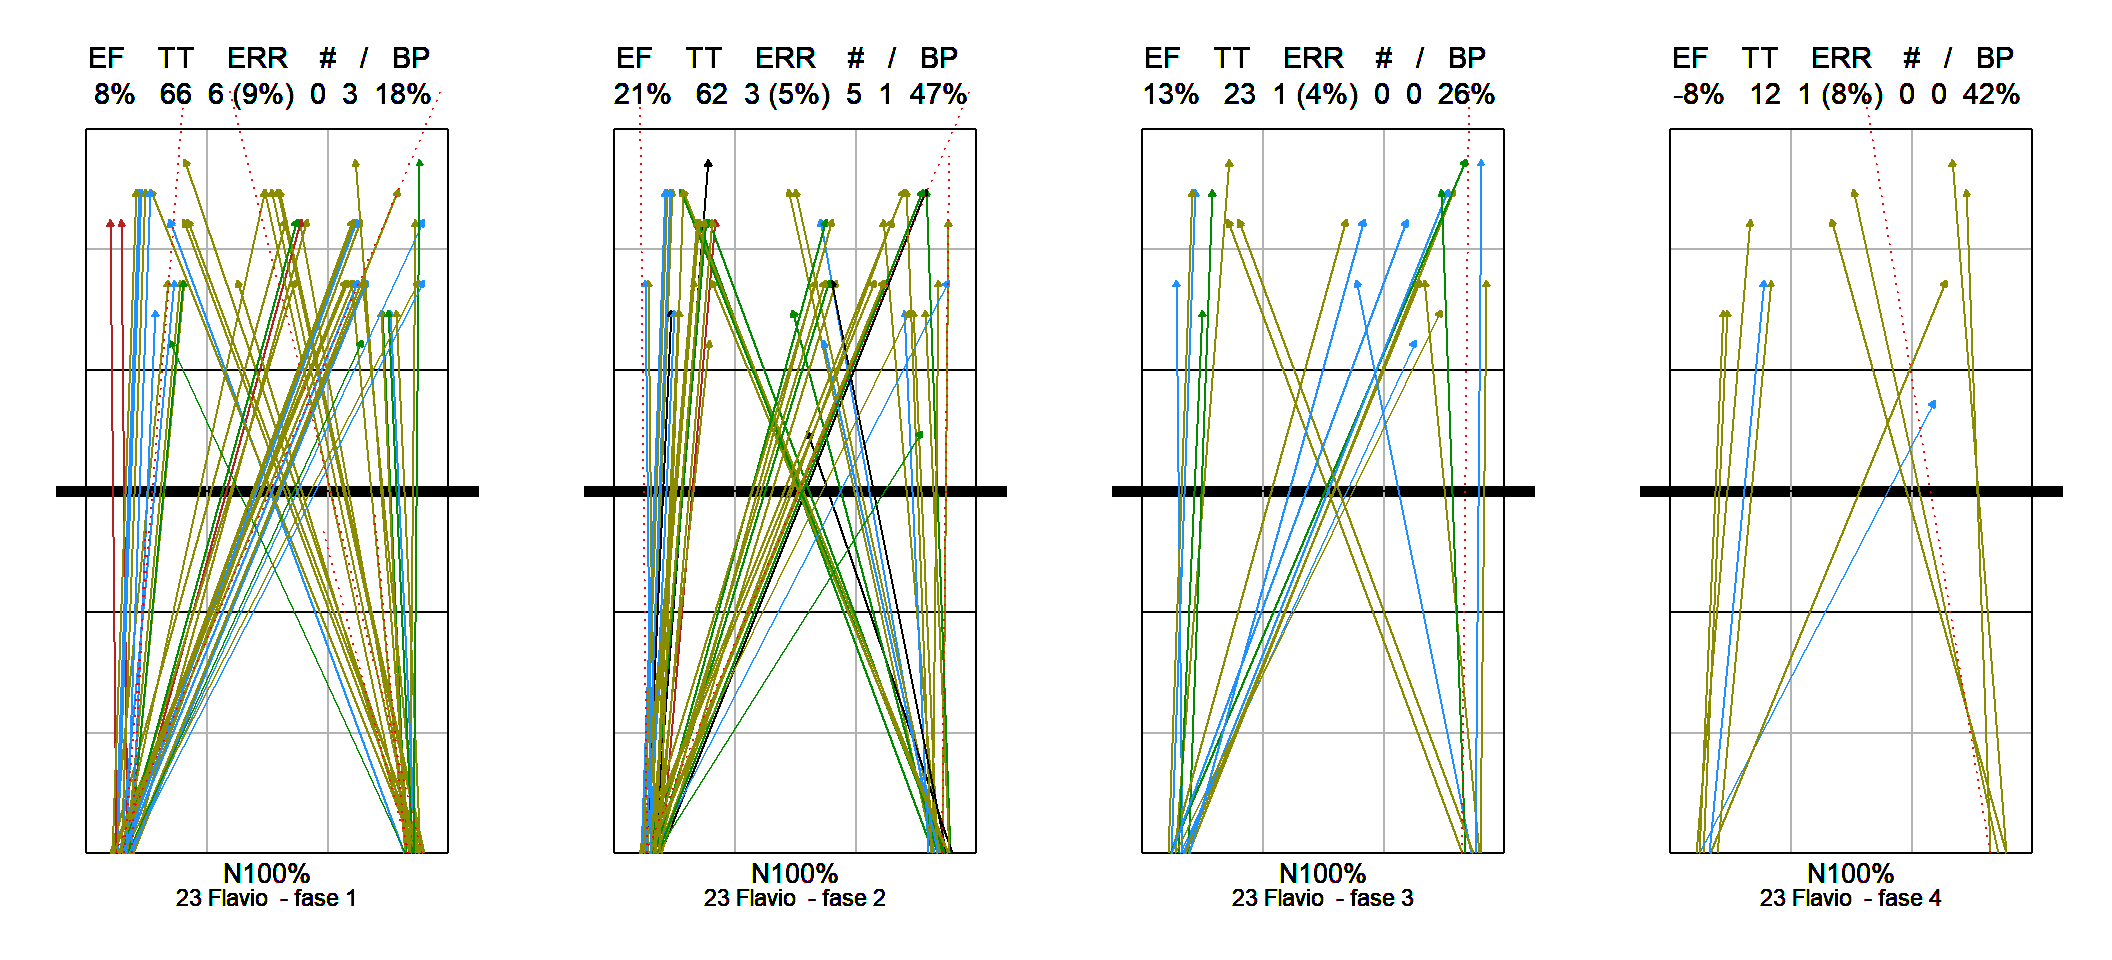 EF TT ERR # / BP
8% 66 6 (9%) 0 3 18%
N100%
23 Flavio - fase 1
EF TT ERR # / BP
21% 62 3 (5%) 5 1 47%
N100%
23 Flavio - fase 2
EF TT ERR # / BP
13% 23 1 (4%) 0 0 26%
N100%
23 Flavio - fase 3
EF TT ERR # / BP
-8% 12 1 (8%) 0 0 42%
N100%
23 Flavio - fase 4